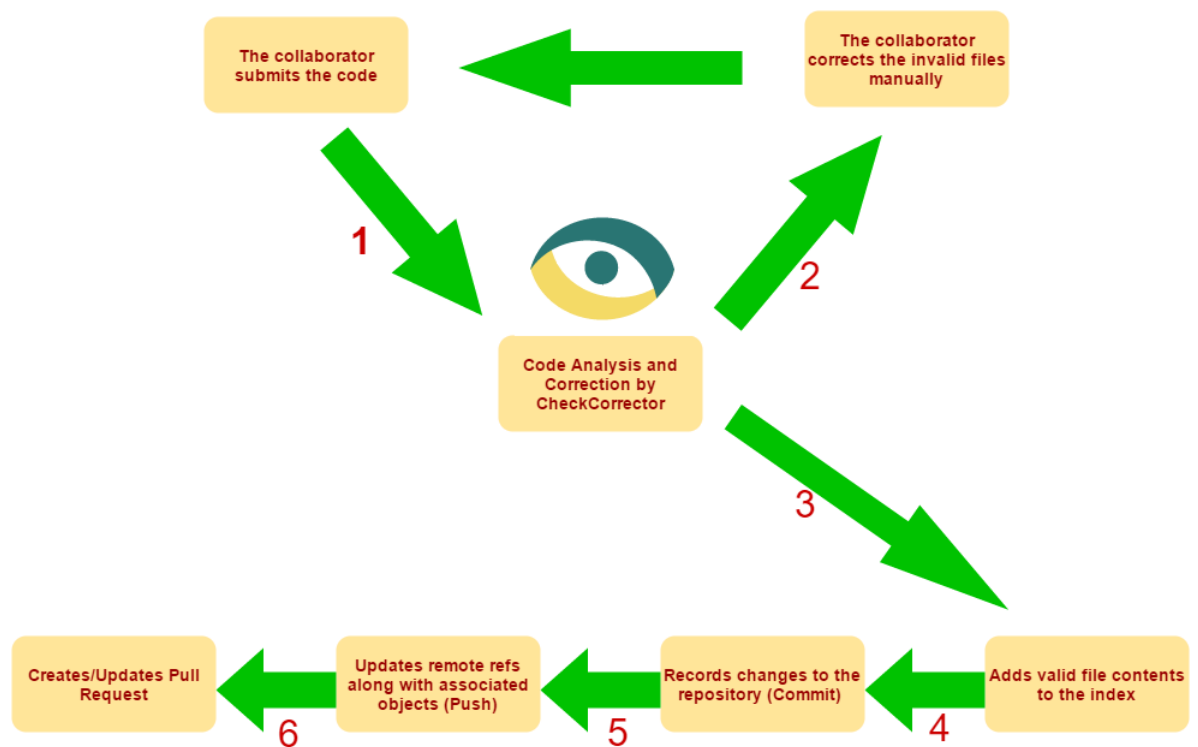 The collaborator
submits the code
The collaborator
corrects the invalid files
manually
1
2
Code Analysis and
Correction by
CheckCorrector
3
Creates/Updates Pull
Request
Updates remote refs
along with associated
objects (Push)
Records changes to the
repository (Commit)
Adds valid file contents
to the index
6
5
4